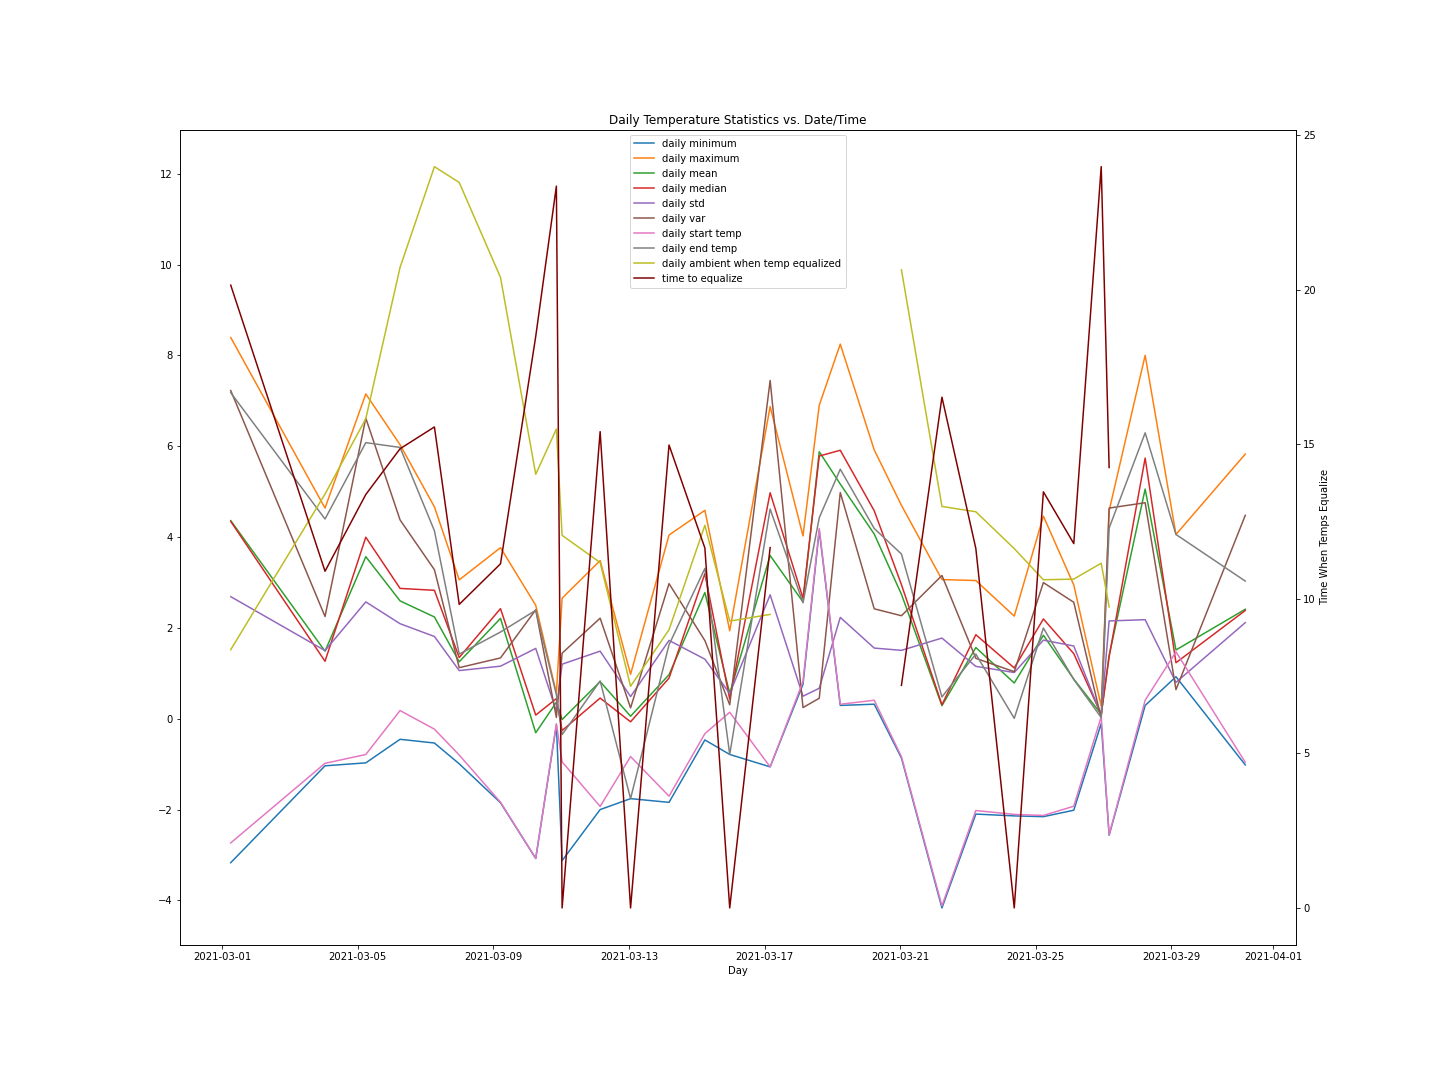 Daily Temperature Statistics vs. Date/Time
daily minimum
daily maximum
daily mean
daily median
daily std
daily var
daily start temp
daily end temp
daily ambient when temp equalized
time to equalize
12
10
8
6
4
2
0
−2
−4
25
20
15
10
5
0
Time When Temps Equalize
2021-03-01 2021-03-05 2021-03-09 2021-03-13 2021-03-17 2021-03-21 2021-03-25 2021-03-29 2021-04-01
Day